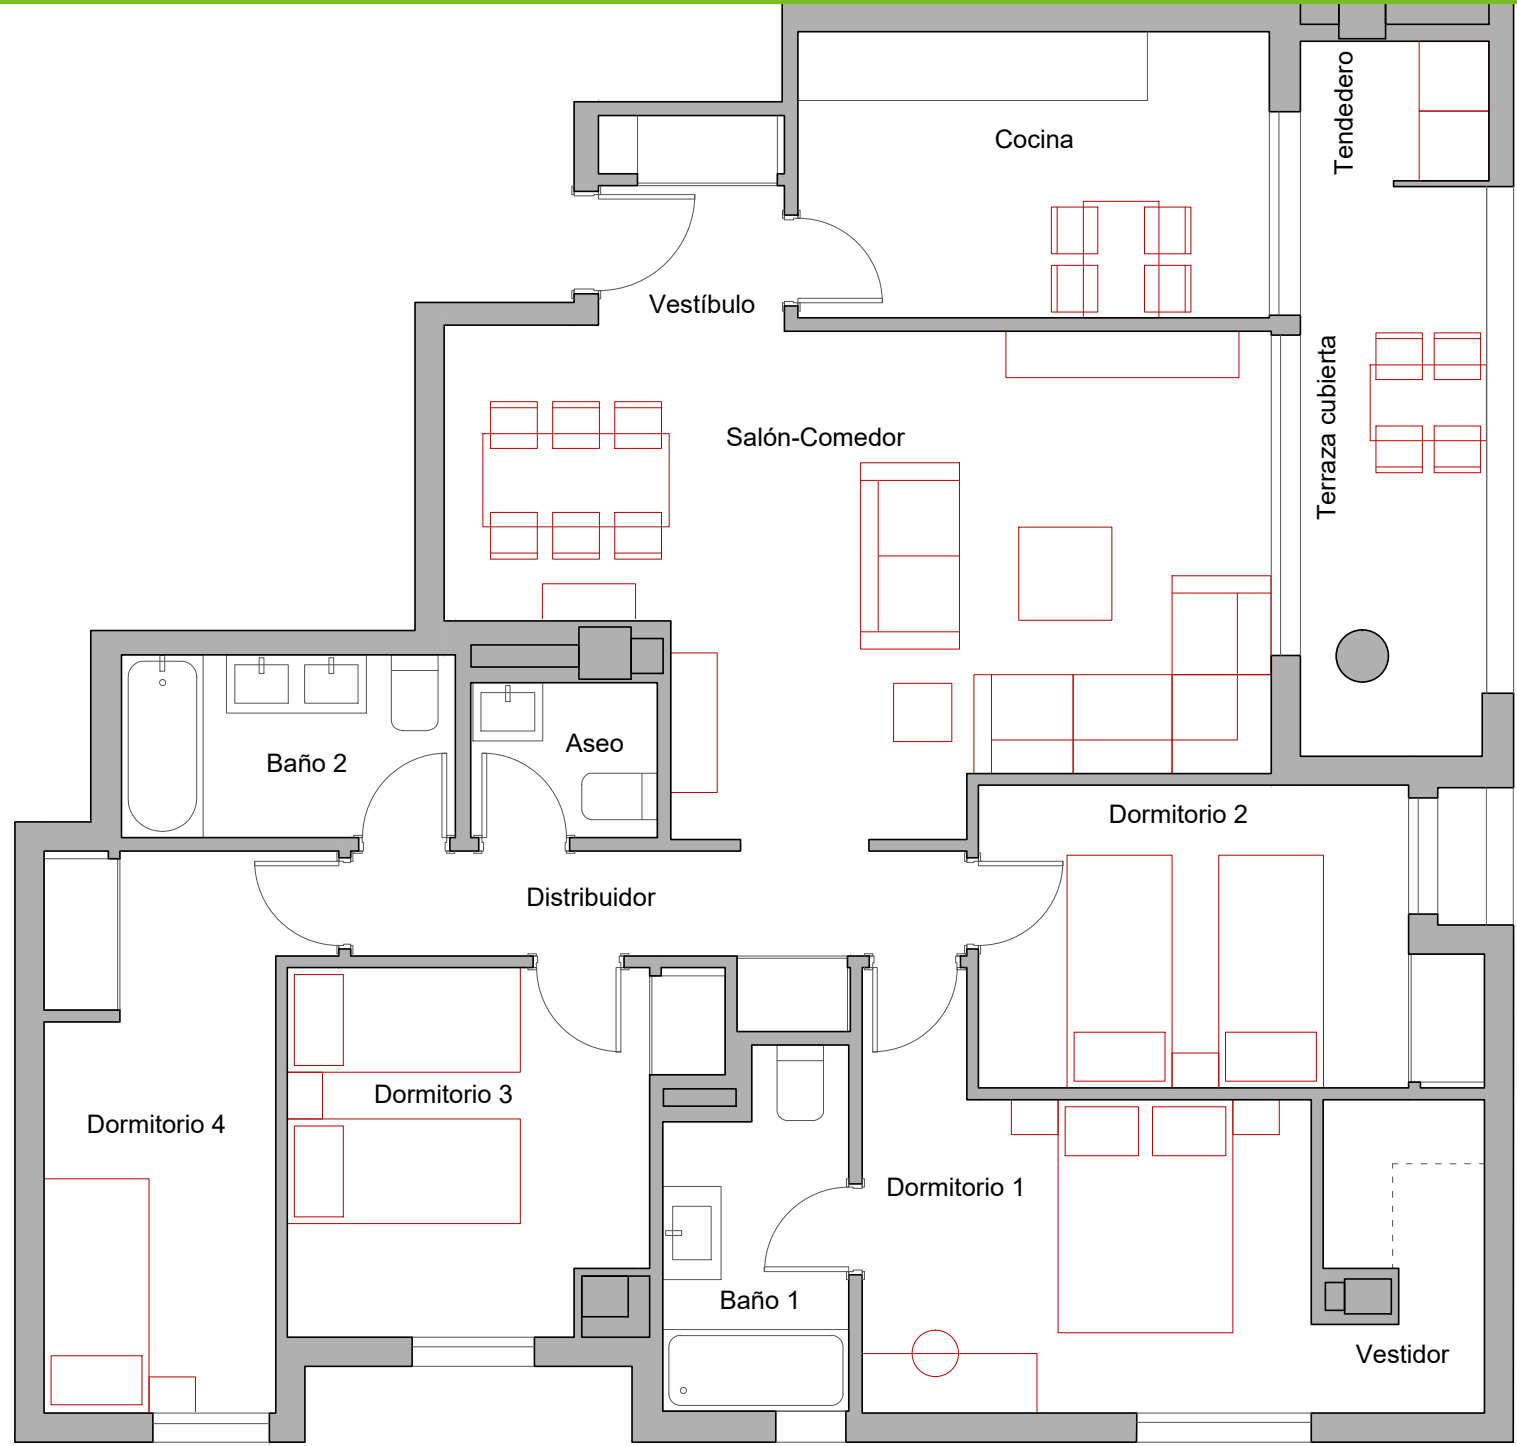 Tendedero
Cocina
Vestíbulo
Terraza cubierta
Salón-Comedor
Aseo
Baño 2
Dormitorio 2
Distribuidor
Dormitorio 3
Dormitorio 4
Dormitorio 1
Baño 1
Vestidor